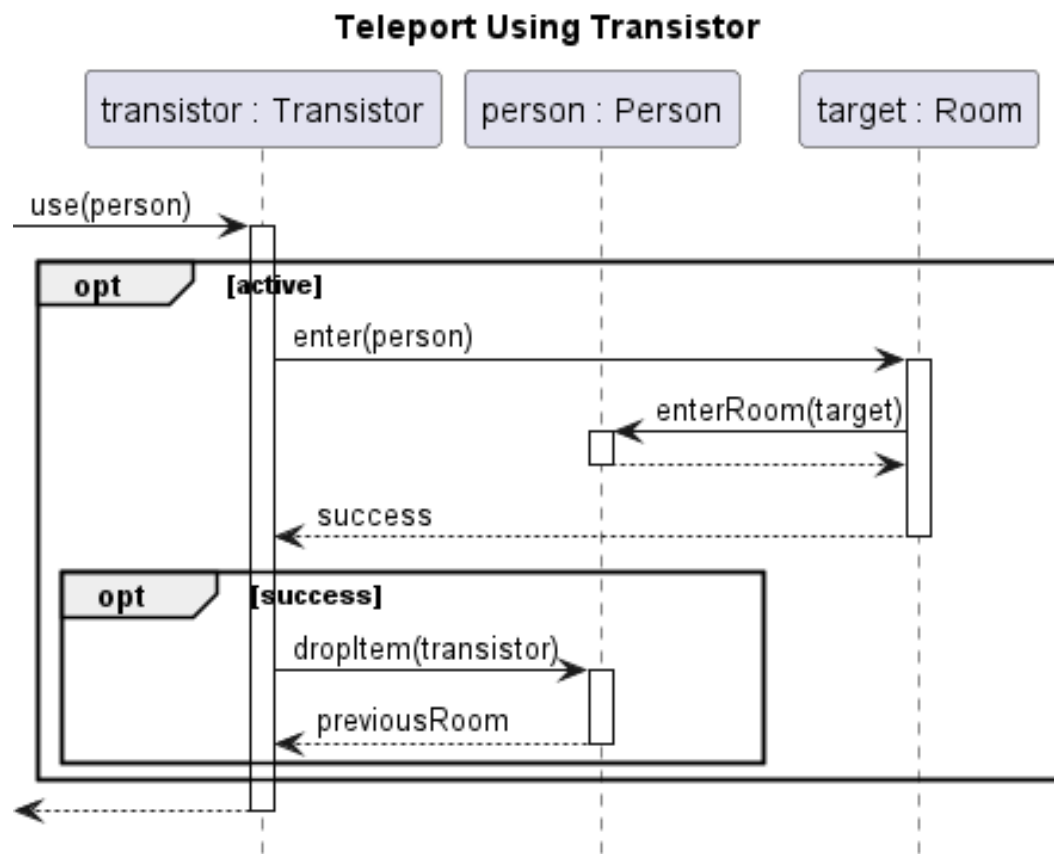 Teleport Using Transistor
transistor : Transistor
person : Person
target : Room
use(person)
opt
[active]
enter(person)
enterRoom(target)
success
opt
[success]
dropItem(transistor)
previousRoom